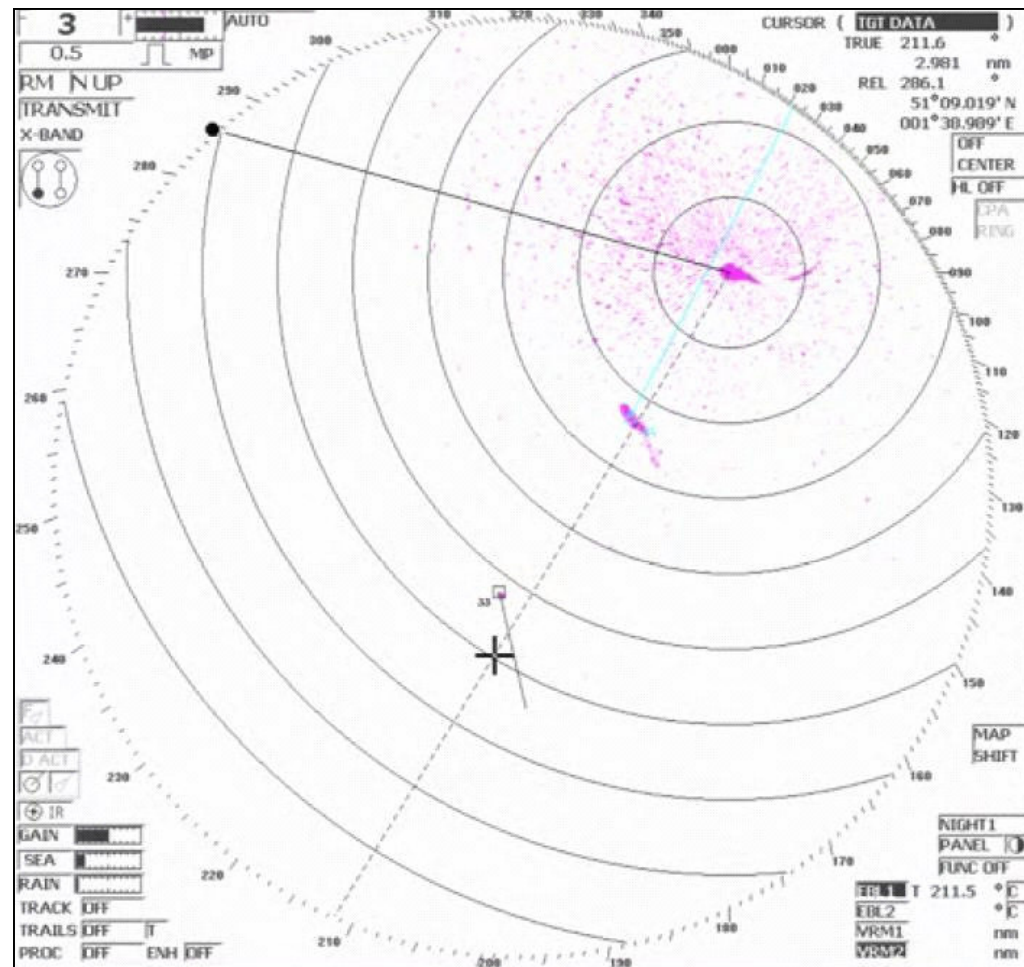 3
AUTO
0.5 MP
RM N UP
TRANSMIT
X-BAND
CURSOR ( TGT DATA )
TRUE 211.6 °
2.981 nm
REL 286.1 °
51°09.019' N
001°38.989' E
OFF
CENTER
HL OFF
CPA
RING
000
010
020
030
040
050
060
070
080
090
100
110
120
130
140
150
160
170
180
190
200
210
220
230
240
250
260
270
280
290
300
310
320
330
340
350
33
ACT
D ACT
IR
GAIN
SEA
RAIN
TRACK OFF
TRAILS OFF T
PROC OFF ENH OFF
MAP
SHIFT
NIGHT1
PANEL
FUNC OFF
EBL1 T 211.5 ° C
EBL2 ° C
VRM1 nm
VRM2 nm